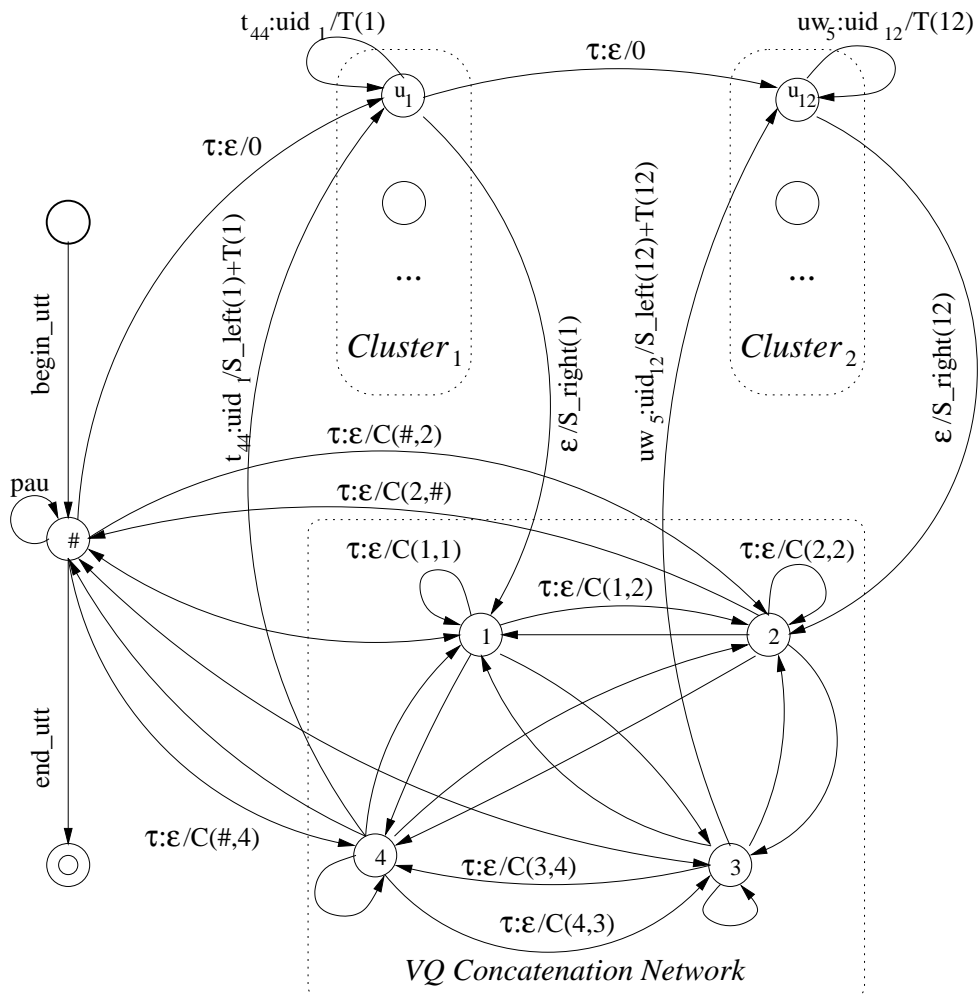 t44:uid 1/T(1)
uw5:uid 12/T(12)
τ:ε/0
u1
u12
τ:ε/0
t44:uid 1/S_left(1)+T(1)
uw 5:uid12/S_left(12)+T(12)
...
...
begin_utt
Cluster1
Cluster2
ε/S_right(1)
ε/S_right(12)
τ:ε/C(#,2)
pau
τ:ε/C(2,#)
#
τ:ε/C(1,1)
τ:ε/C(2,2)
τ:ε/C(1,2)
1
2
end_utt
τ:ε/C(#,4)
4
τ:ε/C(3,4)
3
τ:ε/C(4,3)
VQ Concatenation Network